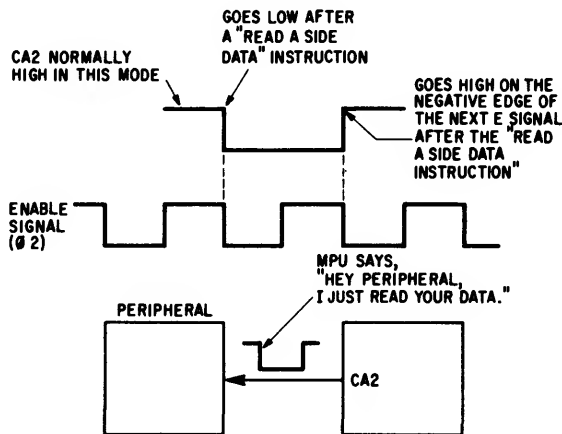 GOES LOW AFTER
A "READ A SIDE
DATA" INSTRUCTION
CA2 NORMALLY
HIGH IN THIS MODE
GOES HIGH ON THE
NEGATIVE EDGE OF
THE NEXT E SIGNAL
AFTER THE "READ
A SIDE DATA
INSTRUCTION"
ENABLE
SIGNAL
(Ø 2)
MPU SAYS,
"HEY PERIPHERAL,
I JUST READ YOUR DATA."
PERIPHERAL
CA2